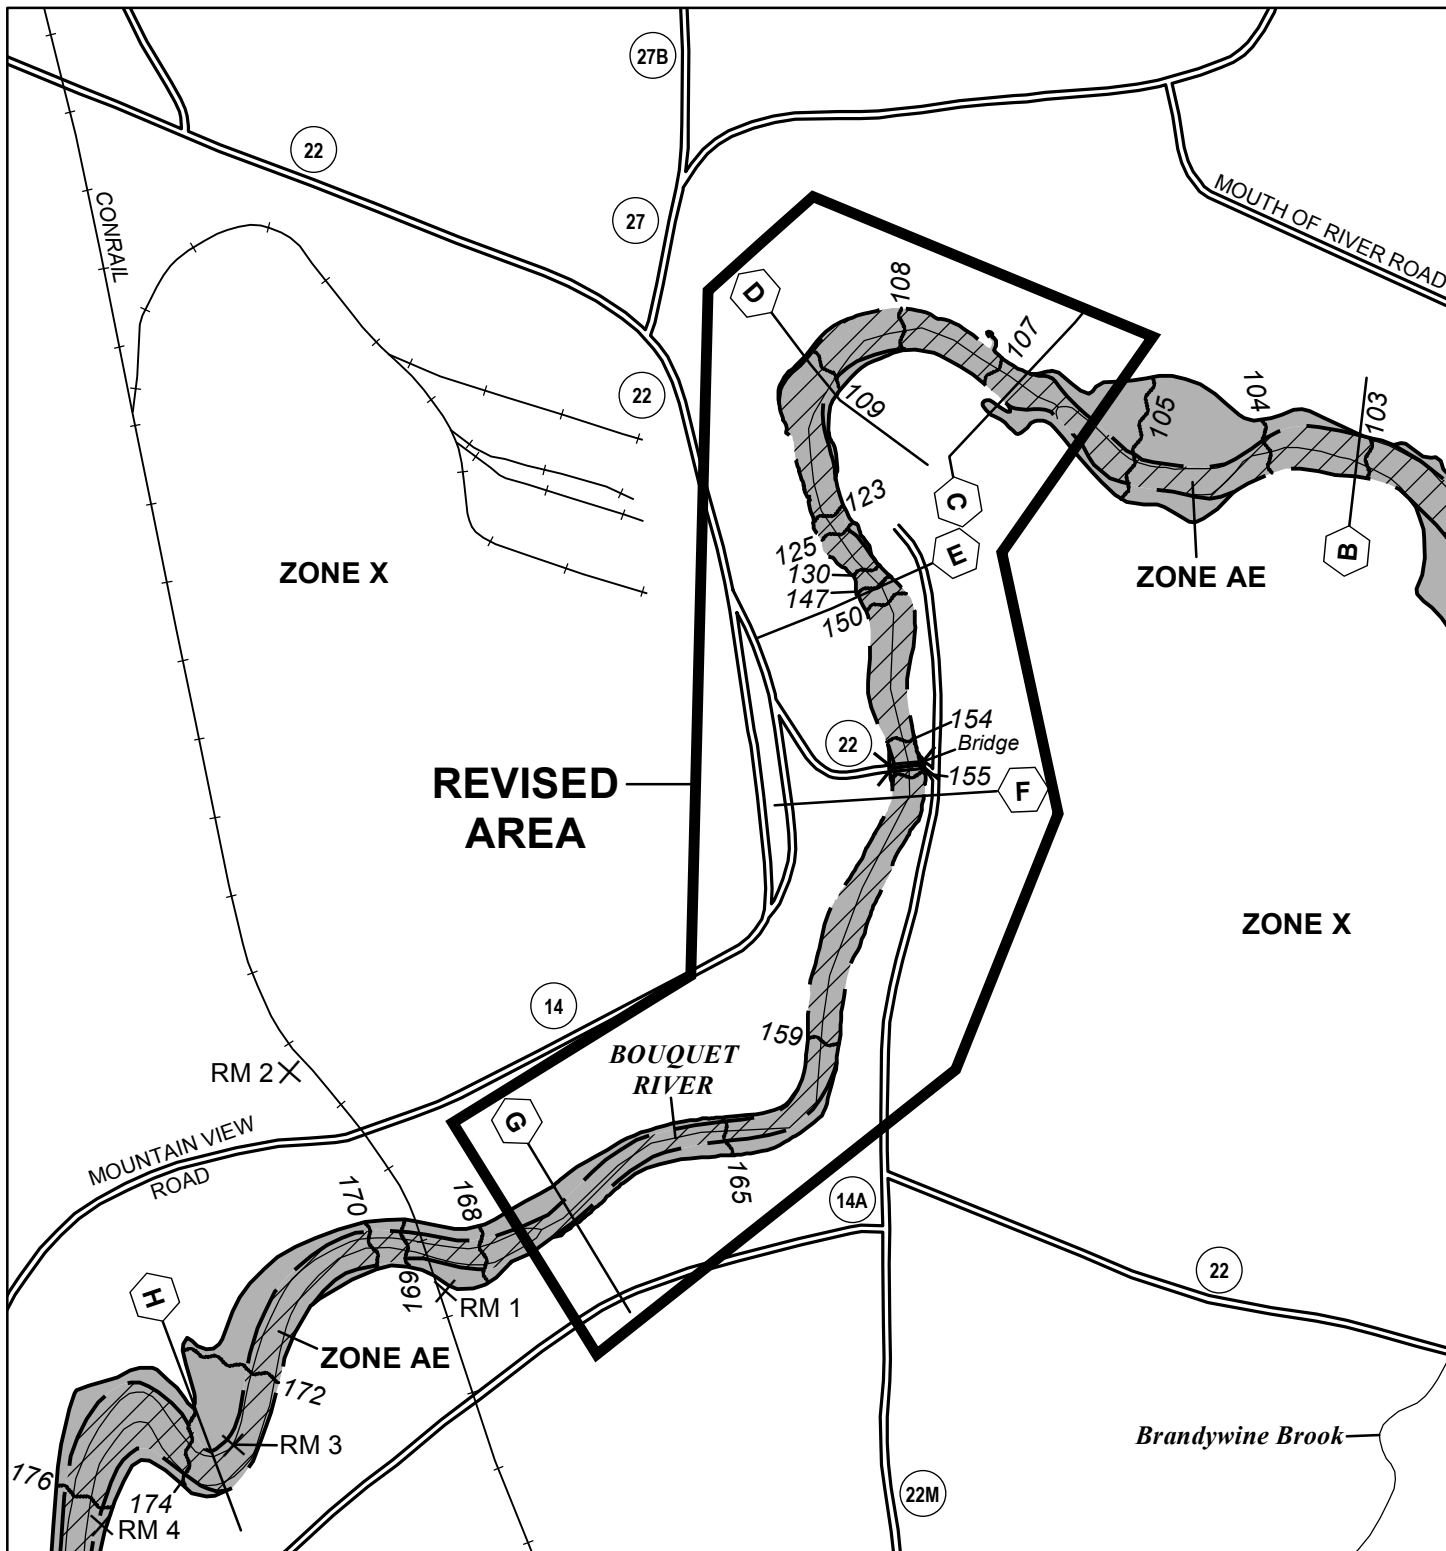 27B
22
27
MOUTH OF RIVER ROAD
CONRAIL
D
108
107
22
109
105
104
103
123
C
125
E
B
130
ZONE X
ZONE AE
147
150
154
22
Bridge
REVISED
155
F
AREA
ZONE X
14
159
BOUQUET
RIVER
RM 2
G
MOUNTAIN VIEW
ROAD
170
168
165
14A
22
H
169
RM 1
ZONE AE
172
RM 3
Brandywine Brook
176
174
22M
RM 4